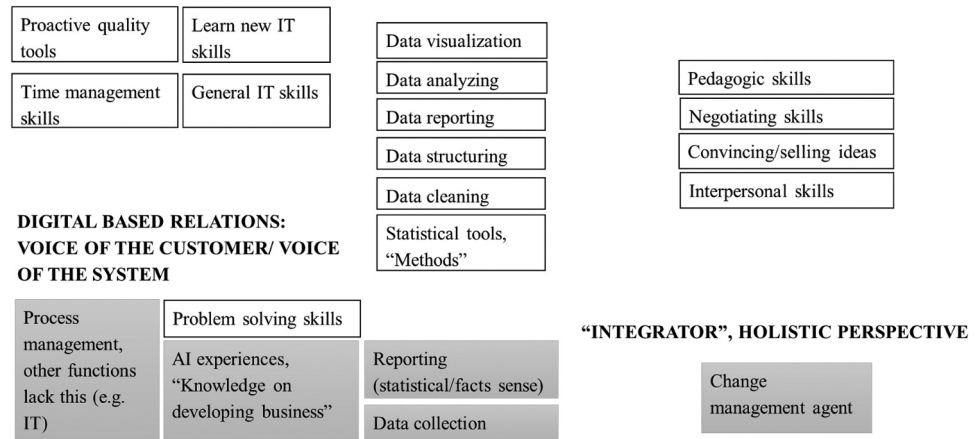 Proactive quality
tools
Learn new IT
skills
Time management
skills
General IT skills
Data visualization
Data analyzing
Data reporting
Data structuring
Data cleaning
Statistical tools,
“Methods”
Pedagogic skills
Negotiating skills
Convincing/selling ideas
Interpersonal skills
DIGITAL BASED RELATIONS:
VOICE OF THE CUSTOMER/ VOICE
OF THE SYSTEM
Process
management,
other functions
lack this (e.g.
IT)
Problem solving skills
AI experiences,
“Knowledge on
developing business”
Reporting
(statistical/facts sense)
Data collection
“INTEGRATOR”, HOLISTIC PERSPECTIVE
Change
management agent